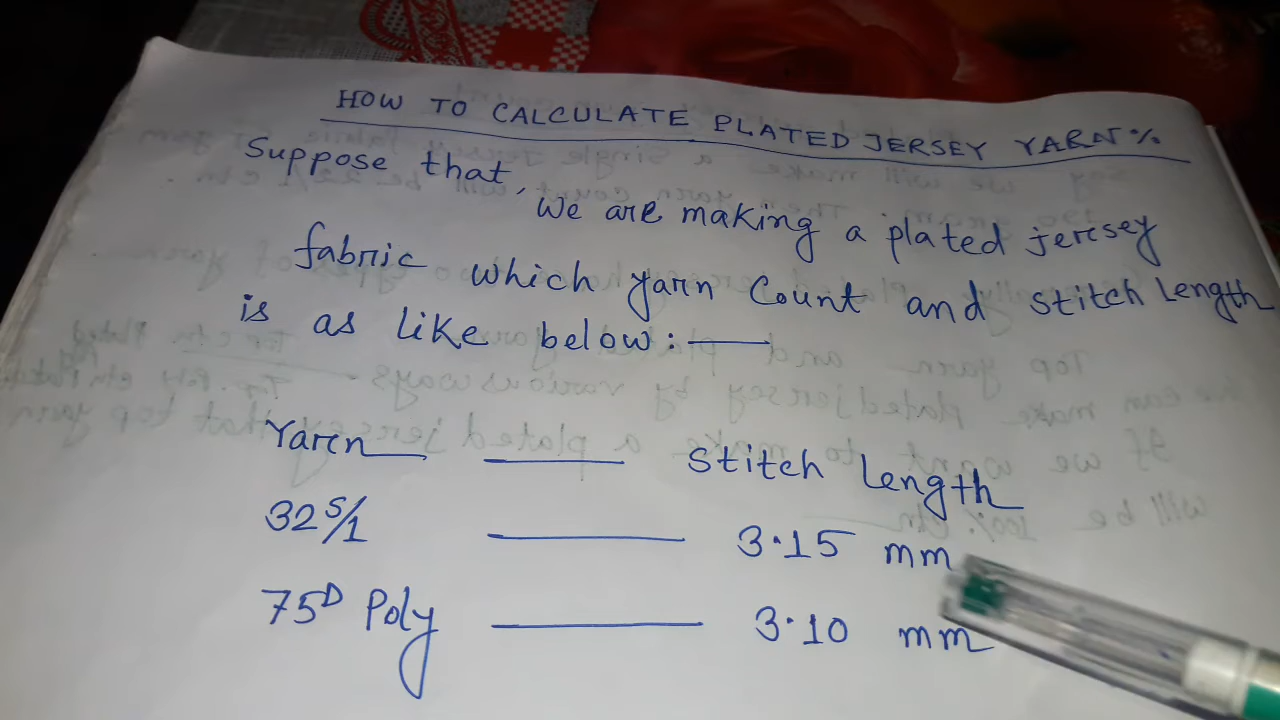 HOW TO CALCULATE PLATED JERSEY YARN %
Suppose that,
We are making a plated jersey
fabric which yarn Count and stitch Length
is as like below: —
Yarn — Stitch Length
32 S/1 — 3.15 mm
75D Poly — 3.10 mm